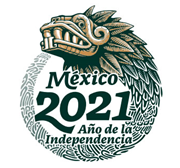 México
2021
Año de la
Independencia